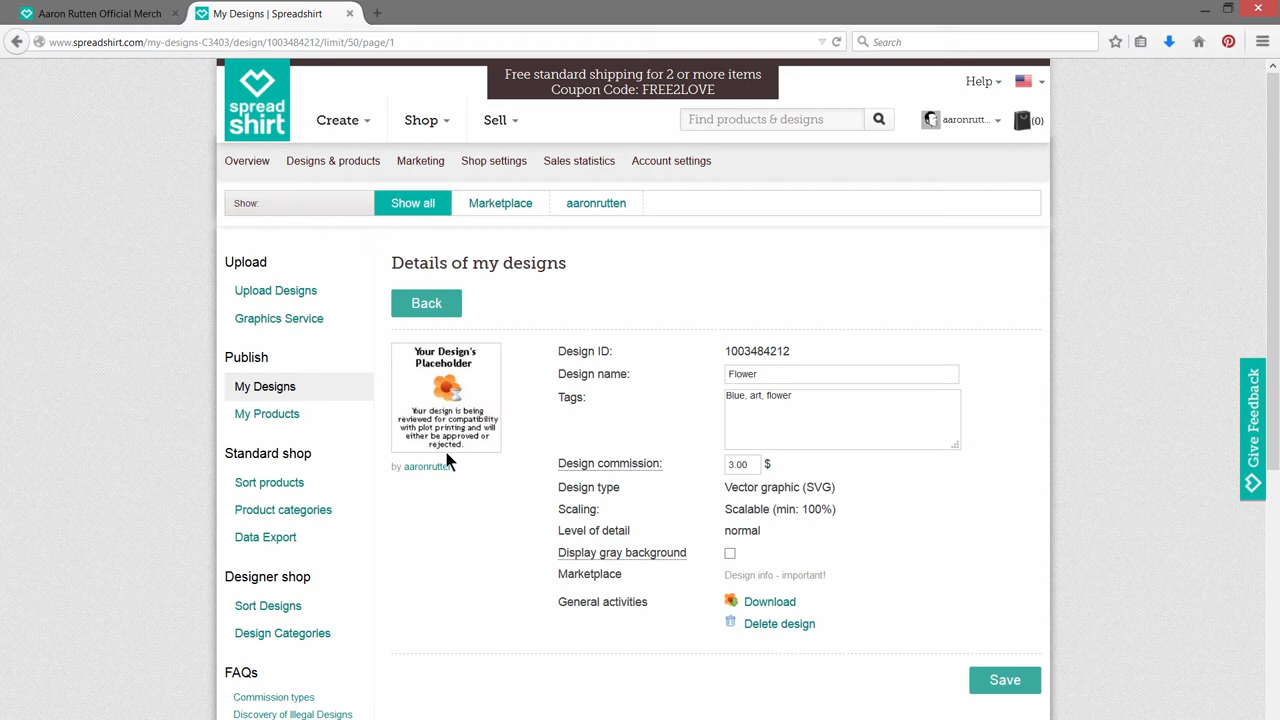 Aaron Rutten Official Merch
My Designs | Spreadshirt
www.spreadshirt.com/my-designs-C3403/design/1003484212/limit/50/page/1
Search
Free standard shipping for 2 or more items
Coupon Code: FREE2LOVE
Help
spread
shirt
Create
Shop
Sell
Find products & designs
aaronrutt...
(0)
Overview
Designs & products
Marketing
Shop settings
Sales statistics
Account settings
Show:
Show all
Marketplace
aaronrutten
Upload
Upload Designs
Graphics Service
Publish
My Designs
My Products
Standard shop
Sort products
Product categories
Data Export
Designer shop
Sort Designs
Design Categories
FAQs
Commission types
Discovery of Illegal Designs
Details of my designs
Back
Your Design's
Placeholder
Your design is being
reviewed for compatibility
with plot printing and will
either be approved or
rejected.
by aaronrutten
Design ID: 1003484212
Design name: Flower
Tags: Blue, art, flower
Design commission: 3.00 $
Design type Vector graphic (SVG)
Scaling: Scalable (min: 100%)
Level of detail normal
Display gray background
Marketplace Design info - important!
General activities Download
Delete design
Save
Give Feedback